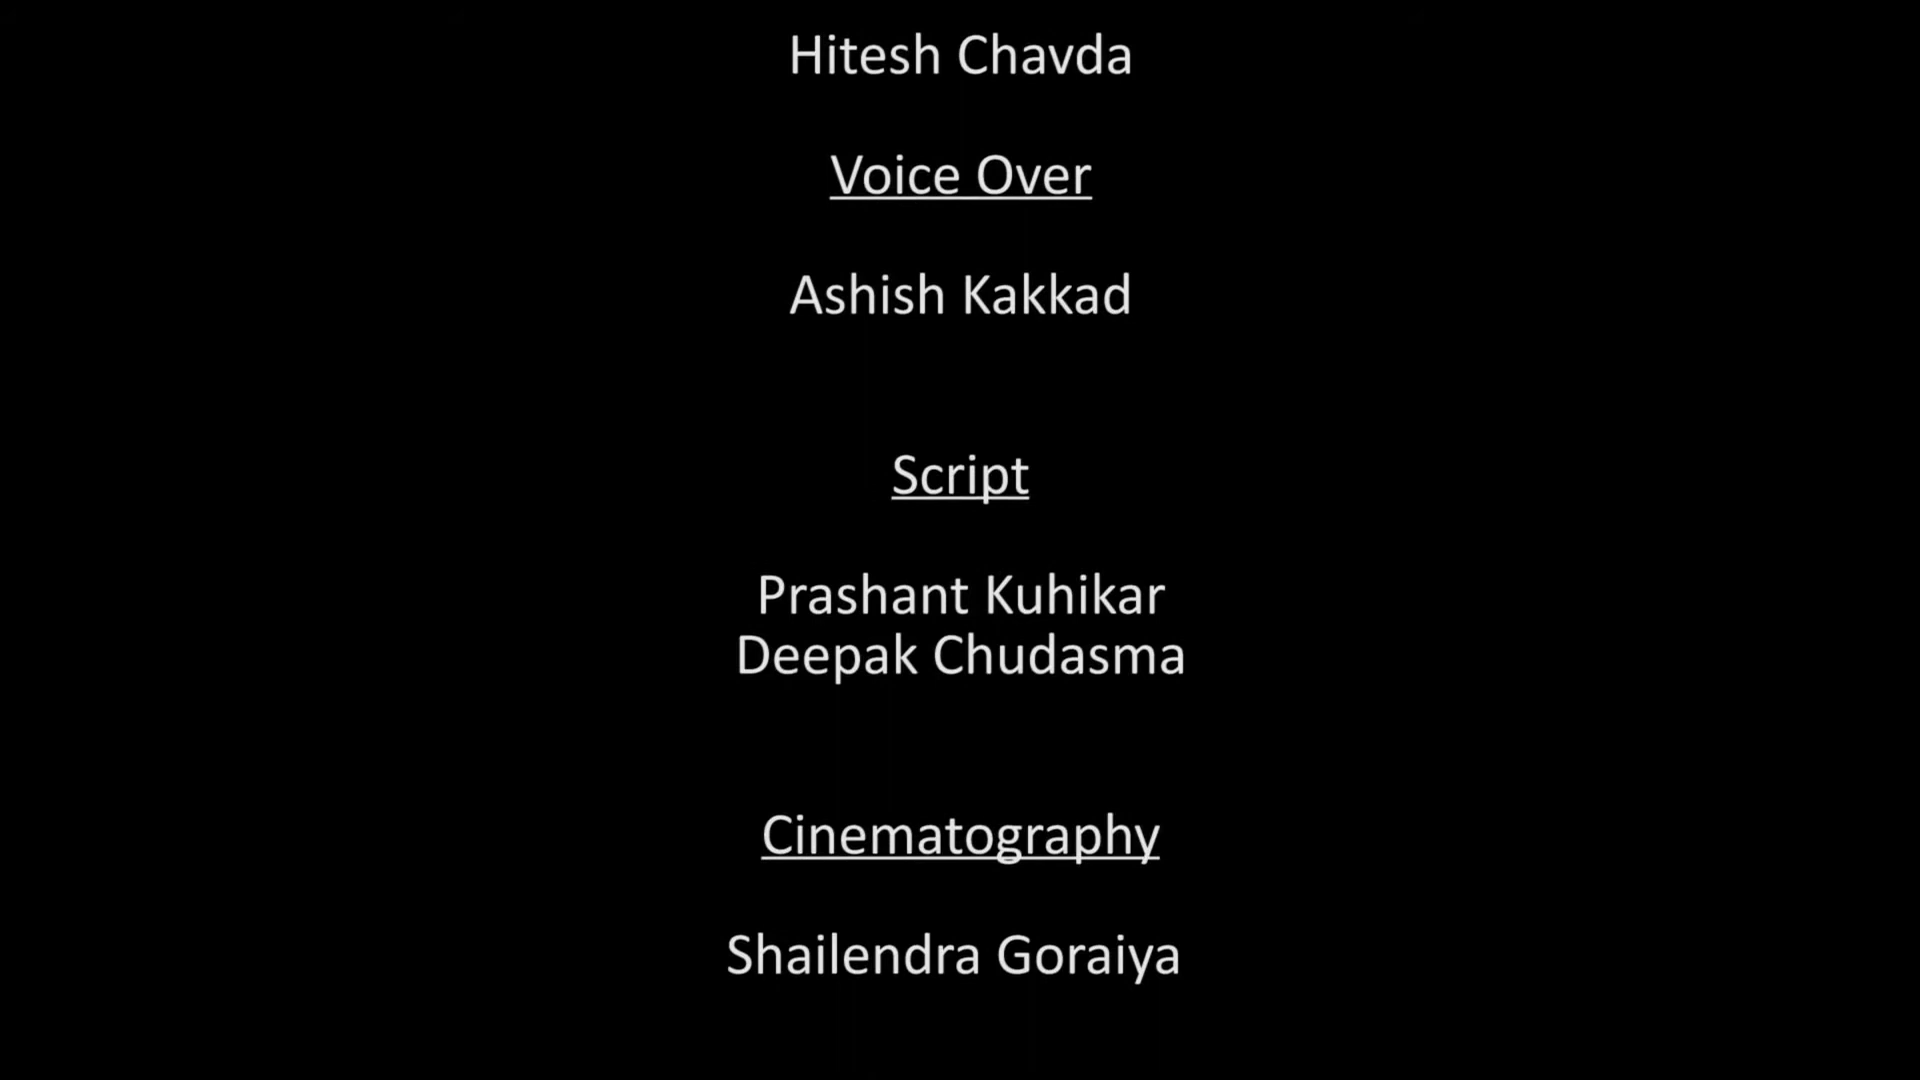 Hitesh Chavda
Voice Over
Ashish Kakkad
Script
Prashant Kuhikar
Deepak Chudasma
Cinematography
Shailendra Goraiya